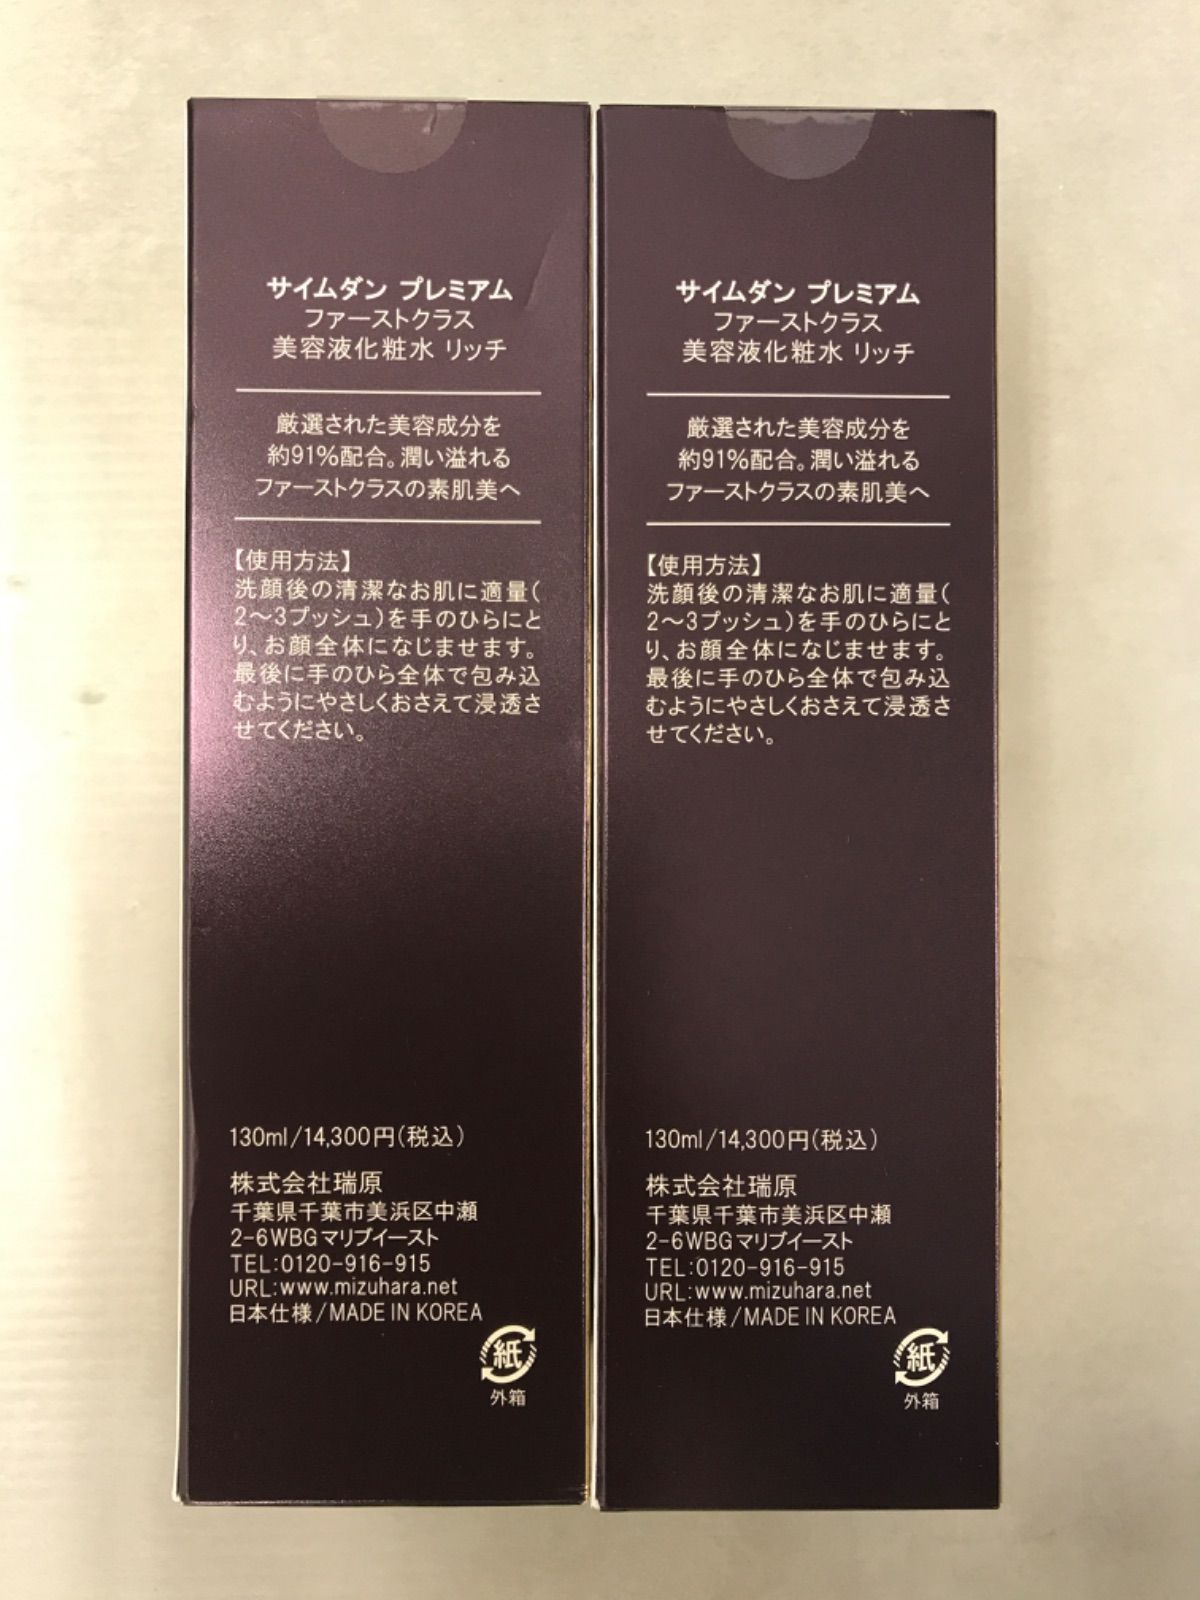 サイムダン プレミアム
ファーストクラス
美容液化粧水 リッチ
厳選された美容成分を
約91%配合。潤い溢れる
ファーストクラスの素肌美へ
【使用方法】
洗顔後の清潔なお肌に適量(
2〜3プッシュ)を手のひらにと
り、お顔全体になじませます。
最後に手のひら全体で包み込
むようにやさしくおさえて浸透さ
せてください。
130ml/14,300円(税込)
株式会社瑞原
千葉県千葉市美浜区中瀬
2-6WBGマリブイースト
TEL:0120-916-915
URL:www.mizuhara.net
日本仕様/MADE IN KOREA
紙
外箱
サイムダン プレミアム
ファーストクラス
美容液化粧水 リッチ
厳選された美容成分を
約91%配合。潤い溢れる
ファーストクラスの素肌美へ
【使用方法】
洗顔後の清潔なお肌に適量(
2〜3プッシュ)を手のひらにと
り、お顔全体になじませます。
最後に手のひら全体で包み込
むようにやさしくおさえて浸透さ
せてください。
130ml/14,300円(税込)
株式会社瑞原
千葉県千葉市美浜区中瀬
2-6WBGマリブイースト
TEL:0120-916-915
URL:www.mizuhara.net
日本仕様/MADE IN KOREA
紙
外箱